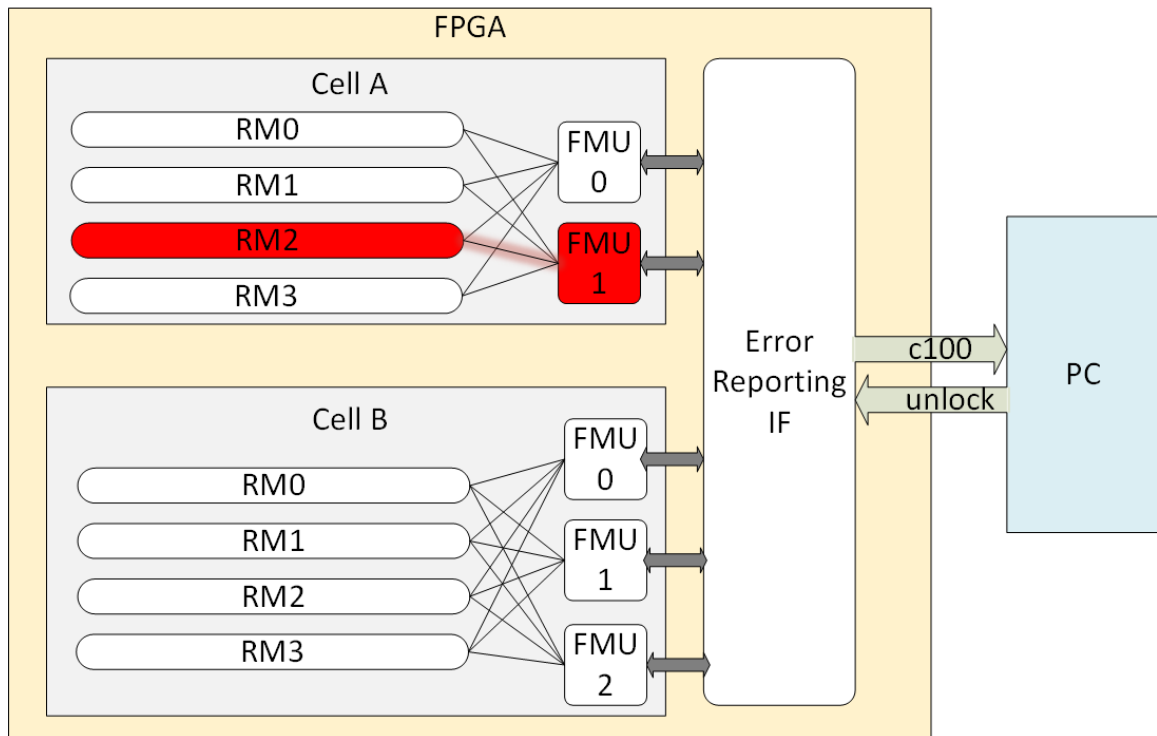 FPGA
Cell A
RM0
RM1
RM2
RM3
FMU
0
FMU
1
Cell B
RM0
RM1
RM2
RM3
FMU
0
FMU
1
FMU
2
Error
Reporting
IF
c100
unlock
PC